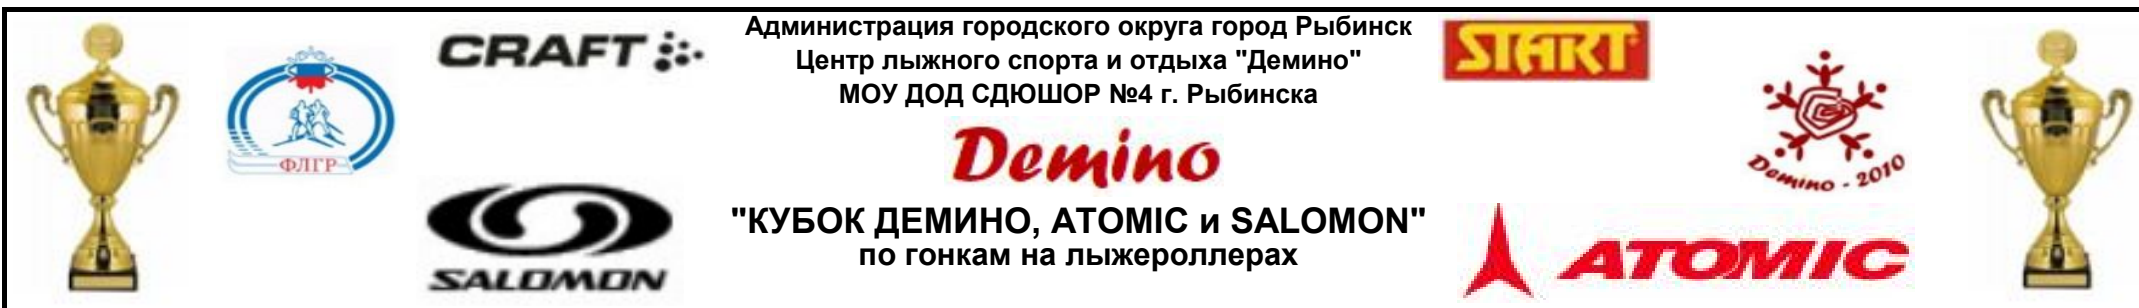 Администрация городского округа город Рыбинск
Центр лыжного спорта и отдыха "Демино"
МОУ ДОД СДЮШОР №4 г. Рыбинска
Demino
"КУБОК ДЕМИНО, ATOMIC и SALOMON"
по гонкам на лыжероллерах
ФЛГР
CRAFT
SALOMON
START
Demino - 2010
ATOMIC